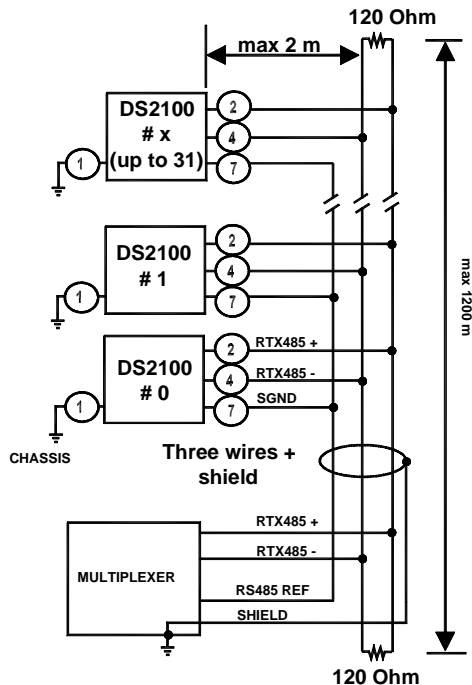 120 Ohm
max 2 m
DS2100
# x
(up to 31)
2
4
7
1
DS2100
# 1
2
4
7
1
max 1200 m
DS2100
# 0
2
4
7
1
RTX485 +
RTX485 -
SGND
CHASSIS
Three wires +
shield
MULTIPLEXER
RTX485 +
RTX485 -
RS485 REF
SHIELD
120 Ohm